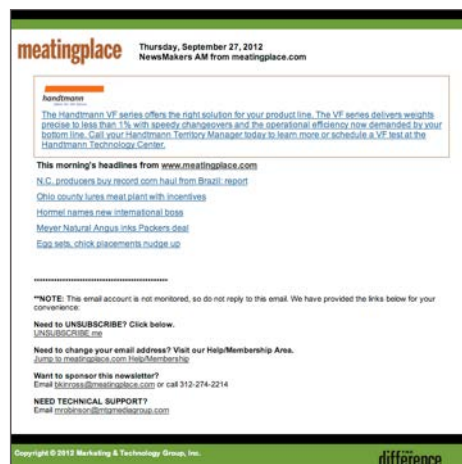 meatingplace
Thursday, September 27, 2012
NewsMakers AM from meatingplace.com
handtmann
The Handtmann VF series offers the right solution for your product line. The VF series delivers weights
precise to less than 1% with speedy changeovers and the operational efficiency now demanded by your
bottom line. Call your Handtmann Territory Manager today to learn more or schedule a VF test at the
Handtmann Technology Center.
This morning's headlines from www.meatingplace.com
N.C. producers buy record corn haul from Brazil: report
Ohio county lures meat plant with incentives
Hormel names new international boss
Meyer Natural Angus inks Packers deal
Egg sets, chick placements nudge up
**NOTE: This email account is not monitored, so do not reply to this email. We have provided the links below for your
convenience:
Need to UNSUBSCRIBE? Click below.
UNSUBSCRIBE me
Need to change your email address? Visit our Help/Membership Area.
Jump to meatingplace.com Help/Membership
Want to sponsor this newsletter?
Email bkinross@meatingplace.com or call 312-274-2214
NEED TECHNICAL SUPPORT?
Email mrobinson@mtgmediagroup.com
Copyright © 2012 Marketing & Technology Group, Inc.
difference